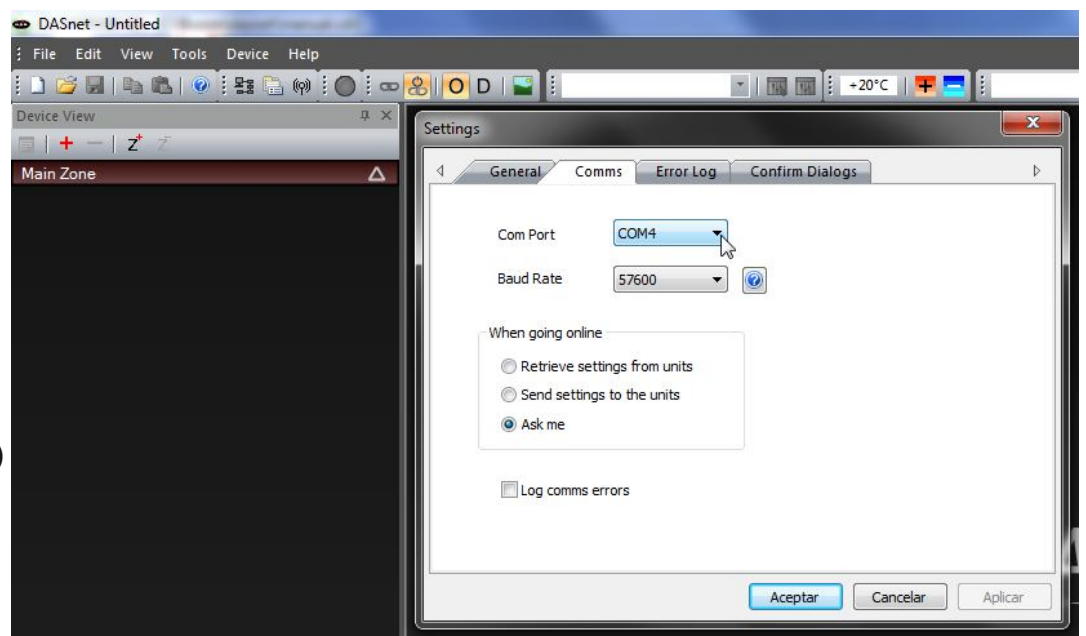 DASnet - Untitled
File Edit View Tools Device Help
O D +20°C
Device View
z+ z-
Main Zone
Settings
General Comms Error Log Confirm Dialogs
Com Port COM4
Baud Rate 57600
When going online
Retrieve settings from units
Send settings to the units
Ask me
Log comms errors
Aceptar Cancelar Aplicar